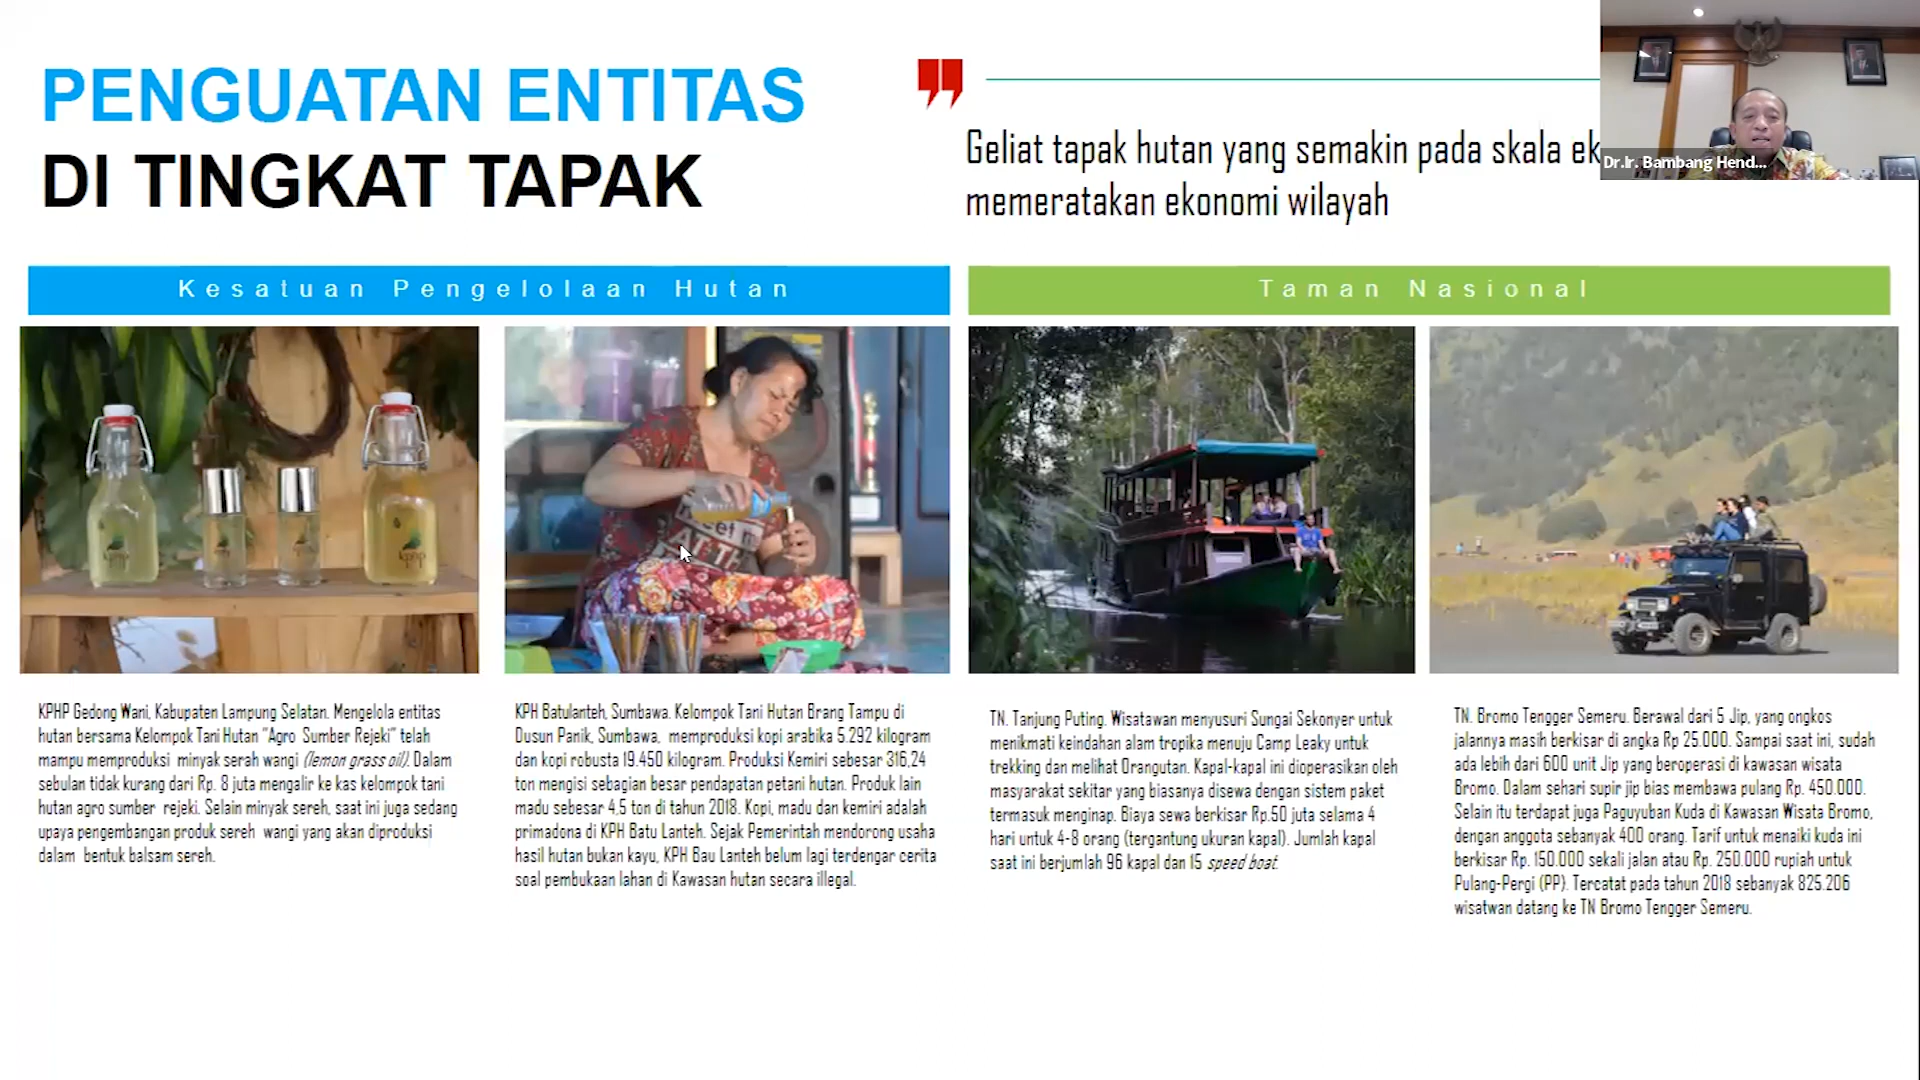 PENGUATAN ENTITAS
DI TINGKAT TAPAK
Geliat tapak hutan yang semakin pada skala
memeratakan ekonomi wilayah
Dr.Ir. Bambang Hend...
Kesatuan Pengelolaan Hutan
Taman Nasional
kphp
kphp
KPHP Gedong Wani, Kabupaten Lampung Selatan. Mengelola entitas
hutan bersama Kelompok Tani Hutan "Agro Sumber Rejeki" telah
mampu memproduksi minyak serah wangi (lemon grass oil). Dalam
sebulan tidak kurang dari Rp. 8 juta mengalir ke kas kelompok tani
hutan agro sumber rejeki. Selain minyak sereh, saat ini juga sedang
upaya pengembangan produk sereh wangi yang akan diproduksi
dalam bentuk balsam sereh.
KPH Batulanteh, Sumbawa. Kelompok Tani Hutan Brang Tampu di
Dusun Panik, Sumbawa, memproduksi kopi arabika 5.292 kilogram
dan kopi robusta 19.450 kilogram. Produksi Kemiri sebesar 316,24
ton mengisi sebagian besar pendapatan petani hutan. Produk lain
madu sebesar 4,5 ton di tahun 2018. Kopi, madu dan kemiri adalah
primadona di KPH Batu Lanteh. Sejak Pemerintah mendorong usaha
hasil hutan bukan kayu, KPH Bau Lanteh belum lagi terdengar cerita
soal pembukaan lahan di Kawasan hutan secara illegal.
TN. Tanjung Puting. Wisatawan menyusuri Sungai Sekonyer untuk
menikmati keindahan alam tropika menuju Camp Leaky untuk
trekking dan melihat Orangutan. Kapal-kapal ini dioperasikan oleh
masyarakat sekitar yang biasanya disewa dengan sistem paket
termasuk menginap. Biaya sewa berkisar Rp.50 juta selama 4
hari untuk 4-8 orang (tergantung ukuran kapal). Jumlah kapal
saat ini berjumlah 96 kapal dan 15 speed boat.
TN. Bromo Tengger Semeru. Berawal dari 5 Jip, yang ongkos
jalannya masih berkisar di angka Rp 25.000. Sampai saat ini, sudah
ada lebih dari 600 unit Jip yang beroperasi di kawasan wisata
Bromo. Dalam sehari supir jip bias membawa pulang Rp. 450.000.
Selain itu terdapat juga Paguyuban Kuda di Kawasan Wisata Bromo,
dengan anggota sebanyak 400 orang. Tarif untuk menaiki kuda ini
berkisar Rp. 150.000 sekali jalan atau Rp. 250.000 rupiah untuk
Pulang-Pergi (PP). Tercatat pada tahun 2018 sebanyak 825.206
wisatwan datang ke TN Bromo Tengger Semeru.